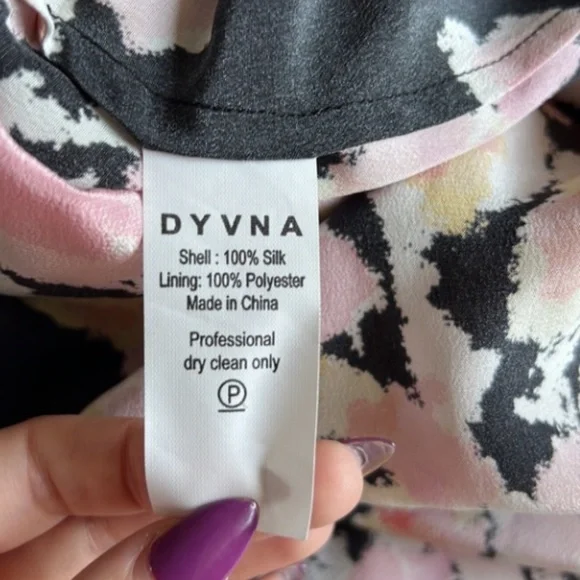 DYVNA
Shell : 100% Silk
Lining: 100% Polyester
Made in China
Professional
dry clean only
P